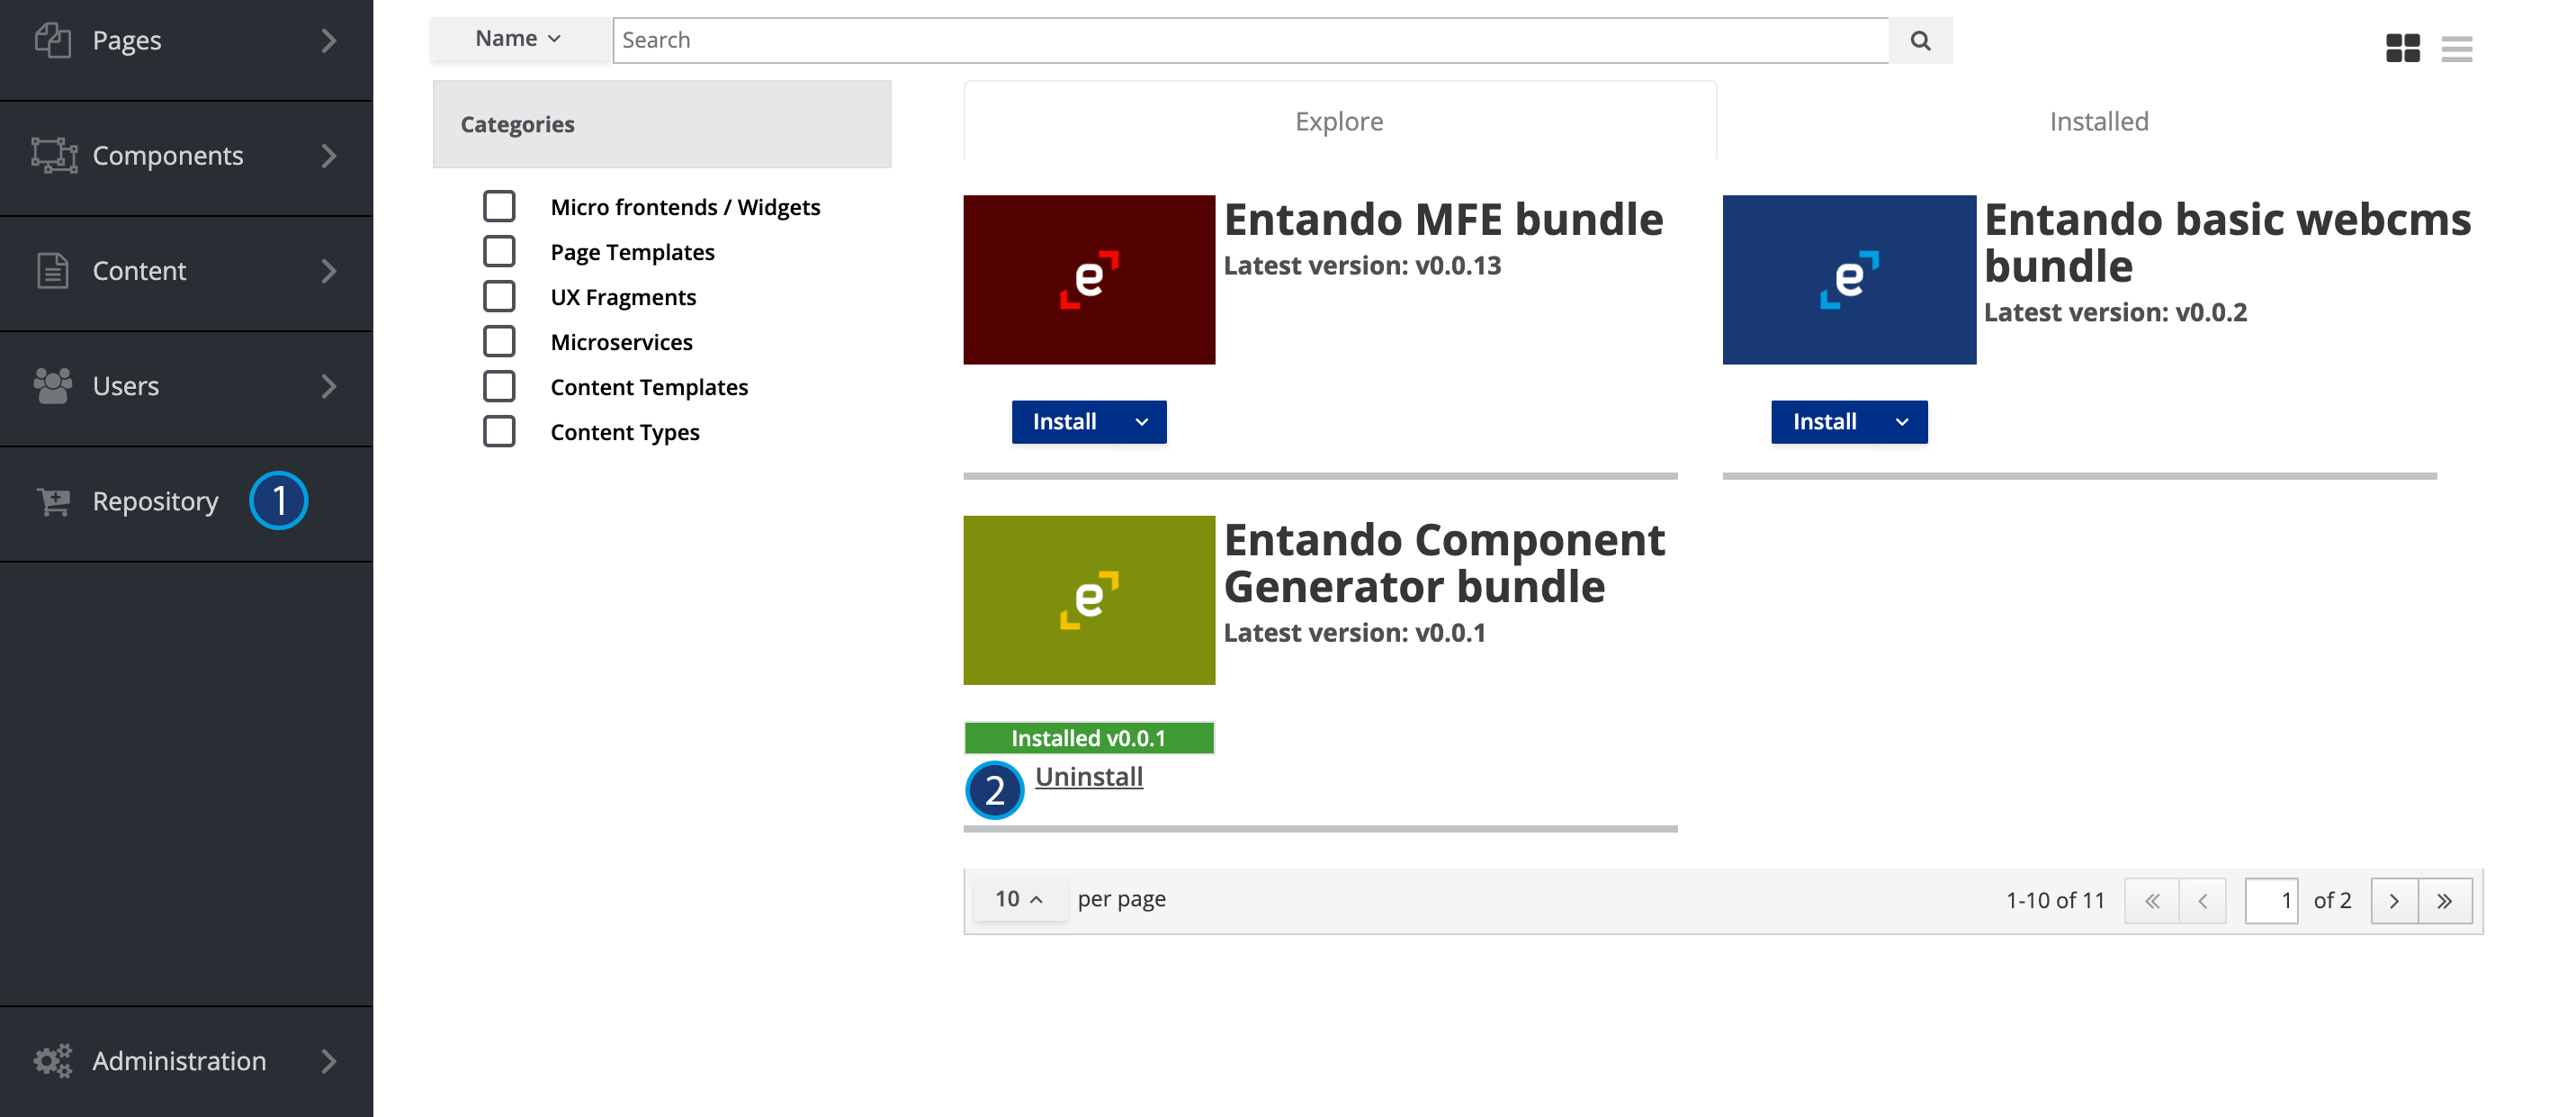 Pages
Components
Content
Users
Repository 1
Administration
Name
Search
Categories
Micro frontends / Widgets
Page Templates
UX Fragments
Microservices
Content Templates
Content Types
Explore
Installed
e
Entando MFE bundle
Latest version: v0.0.13
Install
e
Entando basic webcms
bundle
Latest version: v0.0.2
Install
e
Entando Component
Generator bundle
Latest version: v0.0.1
Installed v0.0.1
2 Uninstall
10 per page
1-10 of 11 « ‹ 1 of 2 › »